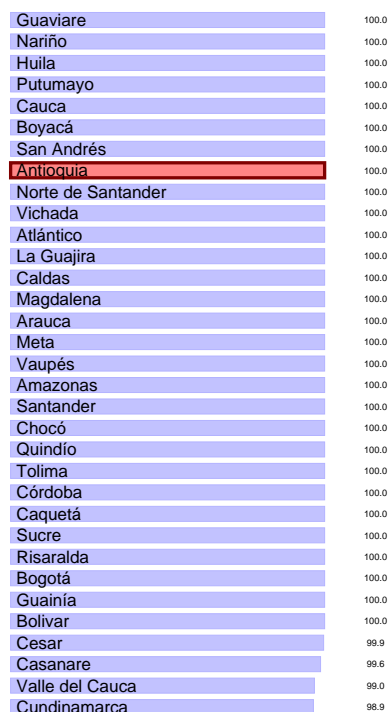 Guaviare 100.0
Nariño 100.0
Huila 100.0
Putumayo 100.0
Cauca 100.0
Boyacá 100.0
San Andrés 100.0
Antioquia 100.0
Norte de Santander 100.0
Vichada 100.0
Atlántico 100.0
La Guajira 100.0
Caldas 100.0
Magdalena 100.0
Arauca 100.0
Meta 100.0
Vaupés 100.0
Amazonas 100.0
Santander 100.0
Chocó 100.0
Quindío 100.0
Tolima 100.0
Córdoba 100.0
Caquetá 100.0
Sucre 100.0
Risaralda 100.0
Bogotá 100.0
Guainía 100.0
Bolivar 100.0
Cesar 99.9
Casanare 99.6
Valle del Cauca 99.0
Cundinamarca 98.9